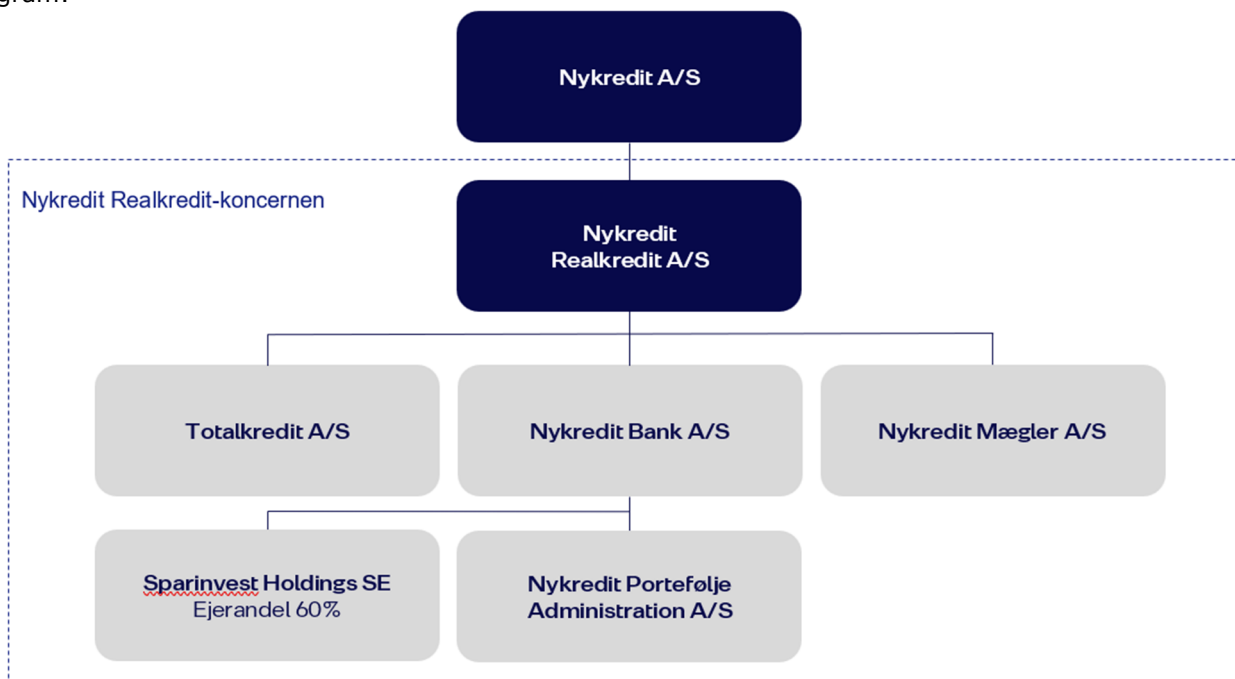 Nykredit A/S
Nykredit Realkredit-koncernen
Nykredit
Realkredit A/S
Totalkredit A/S
Nykredit Bank A/S
Nykredit Mægler A/S
Sparinvest Holdings SE
Ejerandel 60%
Nykredit Portefølje
Administration A/S